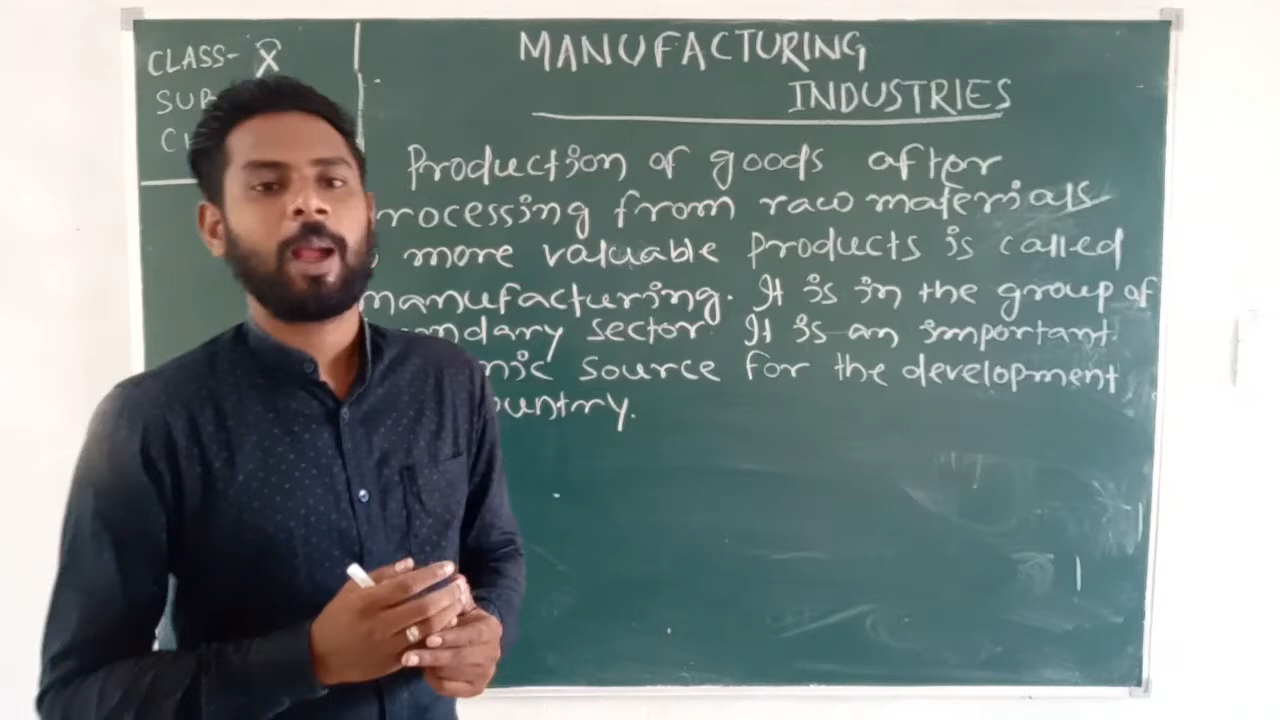 CLASS- X
SUB
MANUFACTURING
INDUSTRIES
Production of goods after
rocessing from raw materials
more valuable products is called
manufacturing. It is in the group of
ndary sector. It is an important
mic source for the development
ountry.